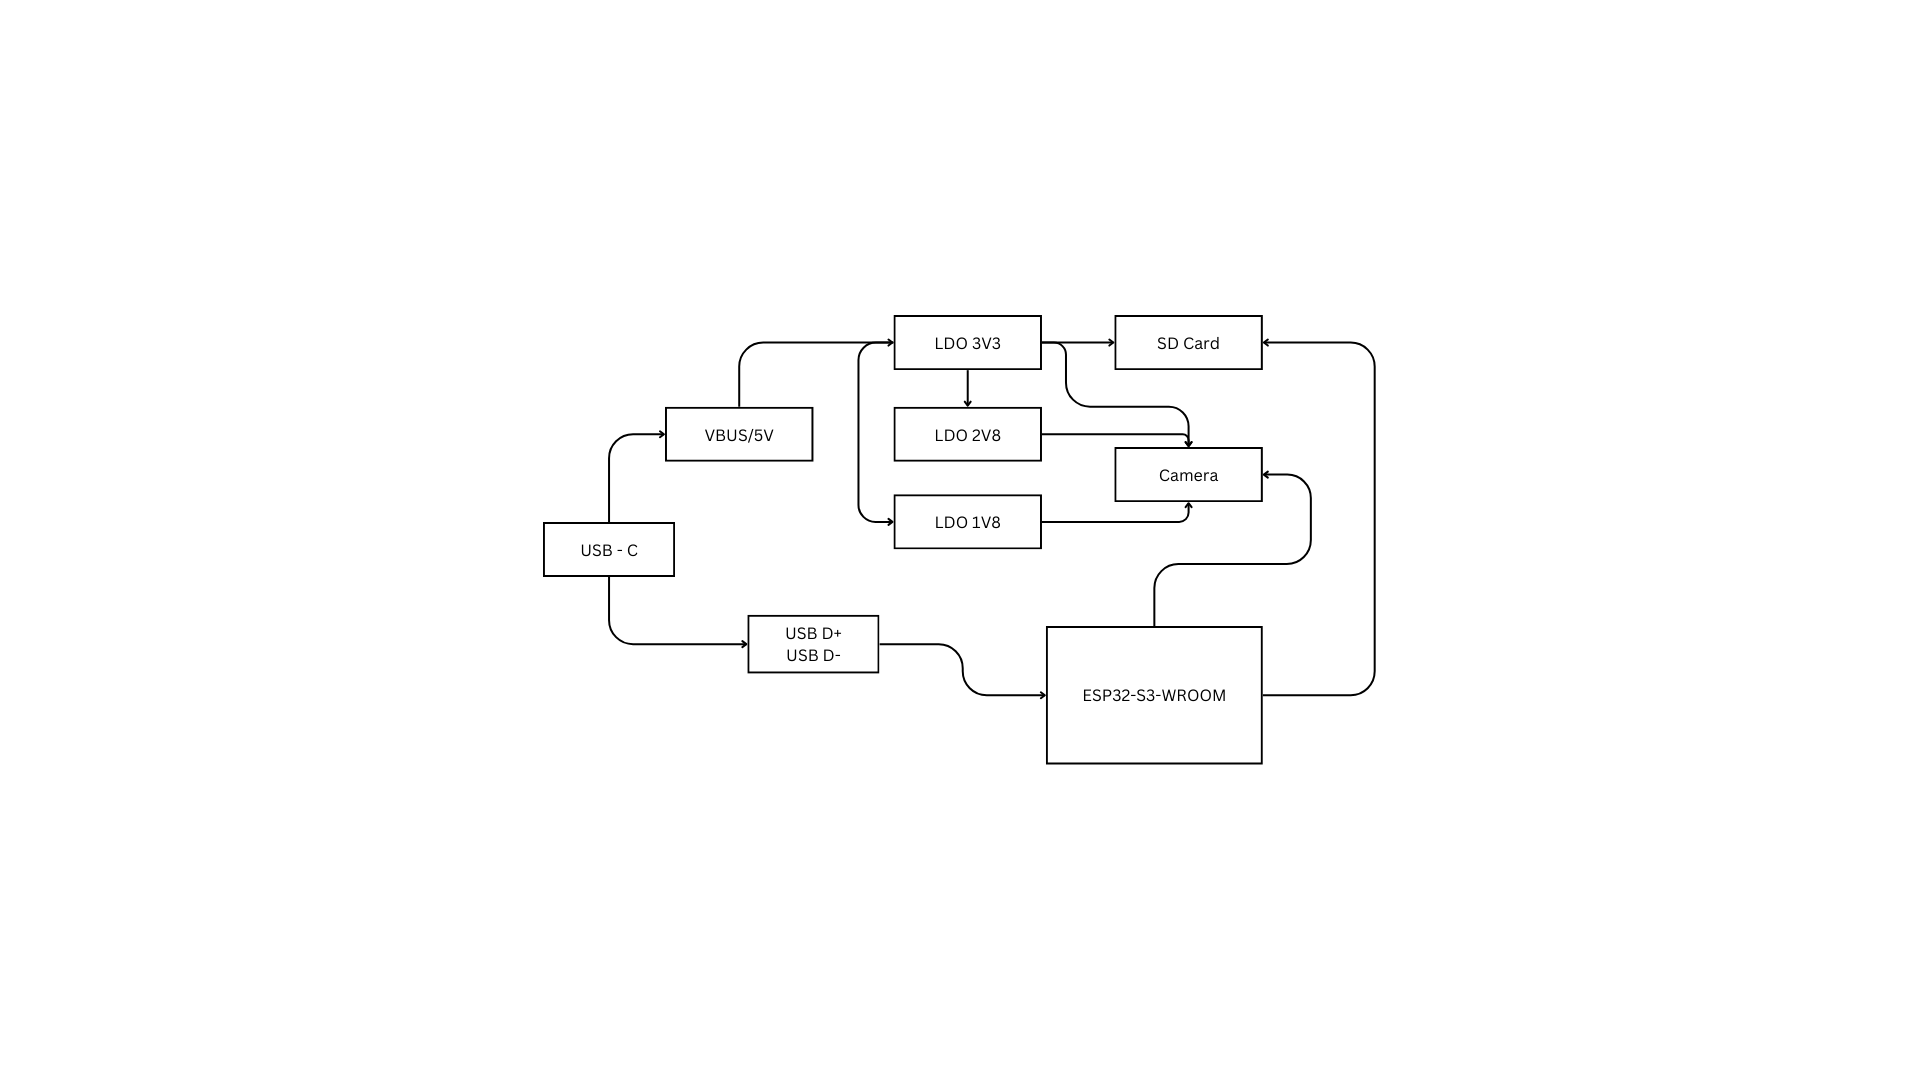 LDO 3V3
SD Card
VBUS/5V
LDO 2V8
Camera
LDO 1V8
USB - C
USB D+
USB D-
ESP32-S3-WROOM